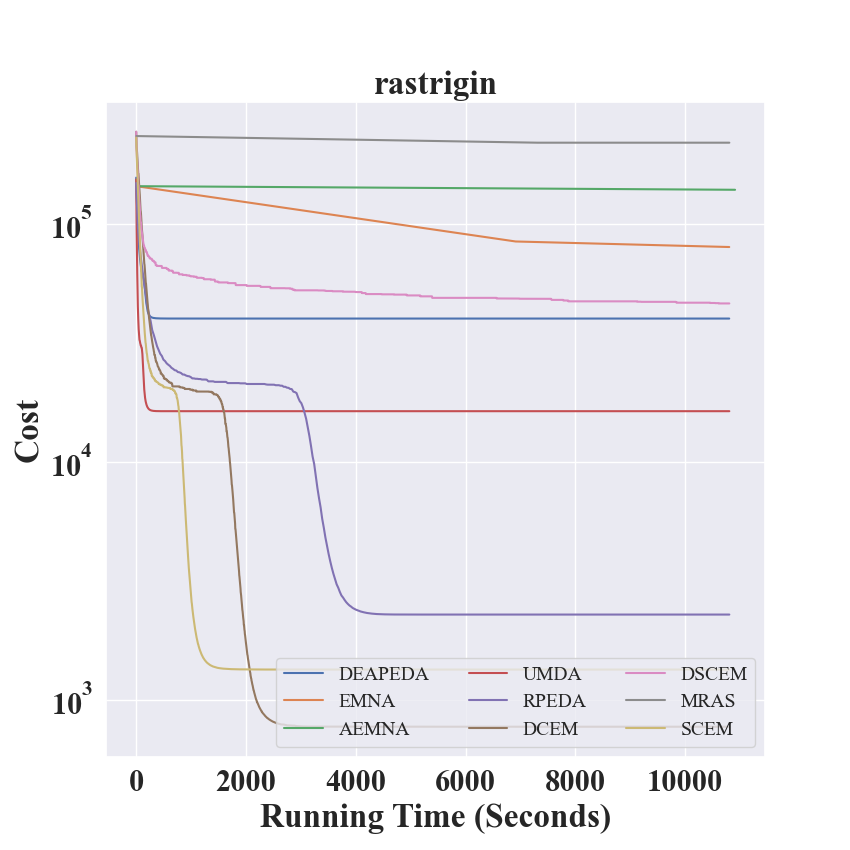 rastrigin
Cost
10^5
10^4
10^3
DEAPEDA
EMNA
AEMNA
UMDA
RPEDA
DCEM
DSCEM
MRAS
SCEM
0 2000 4000 6000 8000 10000
Running Time (Seconds)